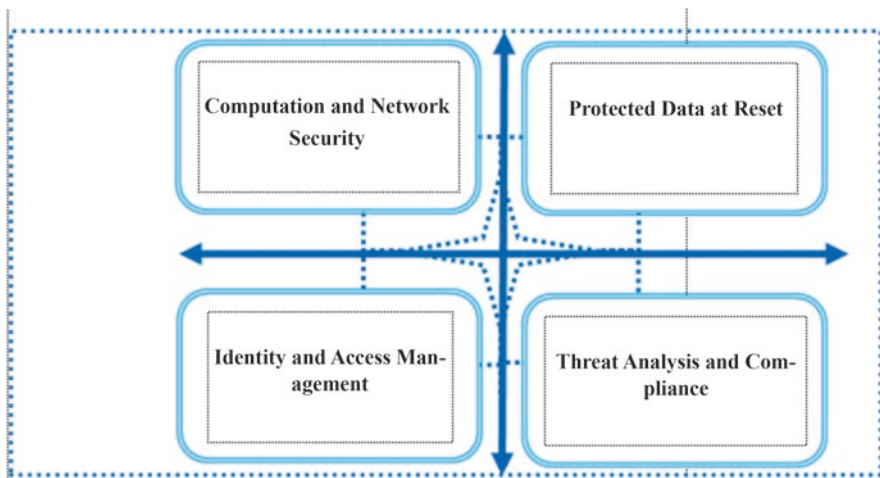 Computation and Network
Security
Protected Data at Reset
Identity and Access Man-
agement
Threat Analysis and Com-
pliance